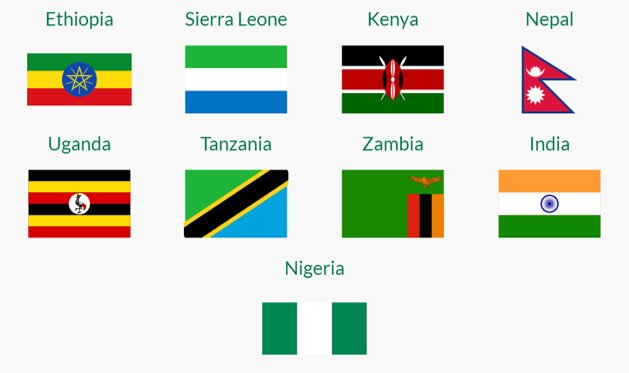 Ethiopia
Sierra Leone
Kenya
Nepal
Uganda
Tanzania
Zambia
India
Nigeria